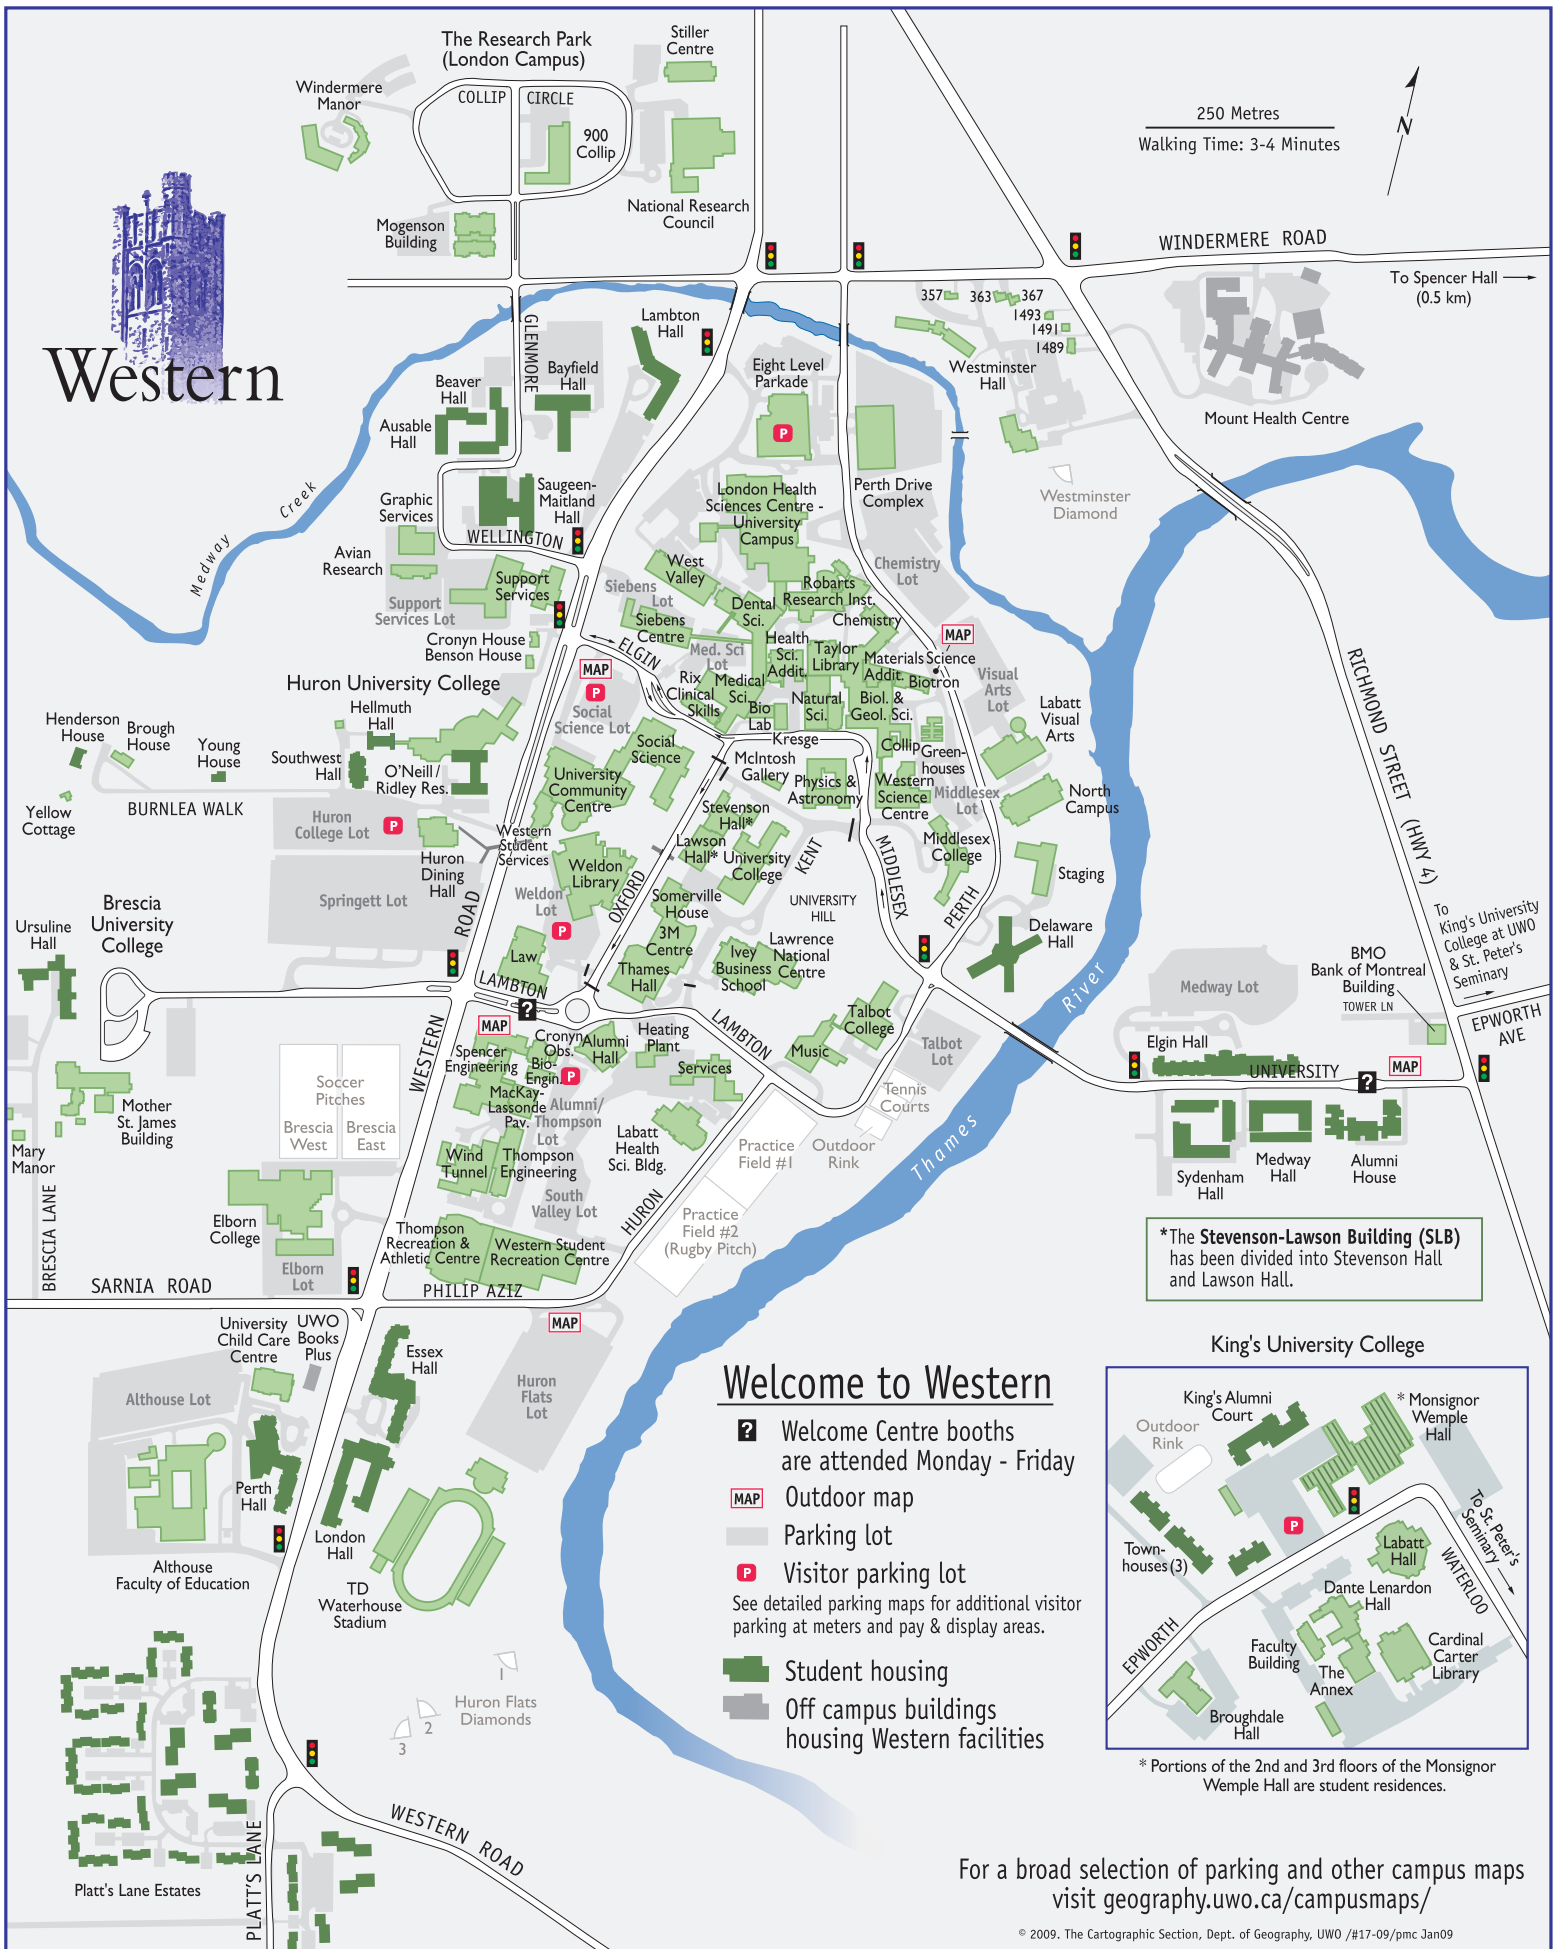 The Research Park
(London Campus)
Stiller
Centre
Windermere
Manor
COLLIP
CIRCLE
900
Collip
National Research
Council
Mogenson
Building
250 Metres
Walking Time: 3-4 Minutes
N
WINDERMERE ROAD
To Spencer Hall
(0.5 km)
Western
357
363
367
1493
1491
1489
Westminster
Hall
Mount Health Centre
GLENMORE
Lambton
Hall
Bayfield
Hall
Beaver
Hall
Ausable
Hall
Eight Level
Parkade
P
Perth Drive
Complex
Westminster
Diamond
Medway
Creek
Graphic
Services
Saugeen-
Maitland
Hall
WELLINGTON
London Health
Sciences Centre -
University
Campus
Avian
Research
Support
Services
Support
Services Lot
Cronyn House
Benson House
Siebens
Lot
West
Valley
Siebens
Centre
Dental
Sci.
Robarts
Research Inst.
Chemistry
Lot
Chemistry
MAP
ELGIN
Med. Sci
Lot
Health
Sci.
Addit.
Taylor
Library
Materials Science
Addit.
Biotron
MAP
P
Rix
Clinical
Skills
Medical
Sci.
Bio
Lab
Natural
Sci.
Biol. &
Geol. Sci.
Visual
Arts
Lot
Labatt
Visual
Arts
Social
Science Lot
Huron University College
Hellmuth
Hall
Henderson
House
Brough
House
Young
House
Southwest
Hall
O'Neill/
Ridley Res.
Yellow
Cottage
BURNLEA WALK
Huron
College Lot
P
Huron
Dining
Hall
Springett Lot
Social
Science
University
Community
Centre
Kresge
McIntosh
Gallery
Physics &
Astronomy
Collip
Green-
houses
Western
Science
Centre
Middlesex
Lot
North
Campus
Stevenson
Hall*
Lawson
Hall*
University
College
KENT
MIDDLESEX
Middlesex
College
Staging
Western
Student
Services
Weldon
Library
Weldon
Lot
P
OXFORD
Somerville
House
3M
Centre
UNIVERSITY
HILL
PERTH
Delaware
Hall
RICHMOND STREET (HWY 4)
Brescia
University
College
Ursuline
Hall
ROAD
Law
Thames
Hall
Ivey
Business
School
Lawrence
National
Centre
Medway Lot
BMO
Bank of Montreal
Building
TOWER LN
To
King's University
College at UWO
& St. Peter's
Seminary
EPWORTH
AVE
LAMBTON
?
MAP
WESTERN
Spencer
Engineering
Cronyn
Obs.
Bio-
Engin.
Alumni
Hall
P
Heating
Plant
Services
LAMBTON
Music
Talbot
College
Talbot
Lot
River
Elgin Hall
UNIVERSITY
?
MAP
Soccer
Pitches
Brescia
West
Brescia
East
Mother
St. James
Building
Mary
Manor
MacKay-
Lassonde
Pav.
Alumni/
Thompson
Lot
Wind
Tunnel
Thompson
Engineering
Labatt
Health
Sci. Bldg.
Practice
Field #1
Tennis
Courts
Outdoor
Rink
Thames
Sydenham
Hall
Medway
Hall
Alumni
House
BRESCIA LANE
Elborn
College
Elborn
Lot
South
Valley Lot
HURON
Practice
Field #2
(Rugby Pitch)
Thompson
Recreation &
Athletic Centre
Western Student
Recreation Centre
SARNIA ROAD
PHILIP AZIZ
MAP
*The Stevenson-Lawson Building (SLB)
has been divided into Stevenson Hall
and Lawson Hall.
University
Child Care
Centre
UWO
Books
Plus
Essex
Hall
Althouse Lot
Huron
Flats
Lot
Perth
Hall
London
Hall
Althouse
Faculty of Education
TD
Waterhouse
Stadium
1
2
3
Huron Flats
Diamonds
Platt's Lane Estates
PLATT'S LANE
WESTERN ROAD
Welcome to Western
? Welcome Centre booths
are attended Monday - Friday
MAP Outdoor map
Parking lot
P Visitor parking lot
See detailed parking maps for additional visitor
parking at meters and pay & display areas.
Student housing
Off campus buildings
housing Western facilities
King's University College
King's Alumni
Court
* Monsignor
Wemple
Hall
Outdoor
Rink
P
To St. Peter's
Seminary
Town-
houses (3)
Labatt
Hall
WATERLOO
Dante Lenardon
Hall
EPWORTH
Faculty
Building
The
Annex
Cardinal
Carter
Library
Broughdale
Hall
* Portions of the 2nd and 3rd floors of the Monsignor
Wemple Hall are student residences.
For a broad selection of parking and other campus maps
visit geography.uwo.ca/campusmaps/
© 2009. The Cartographic Section, Dept. of Geography, UWO /#17-09/pmc Jan09